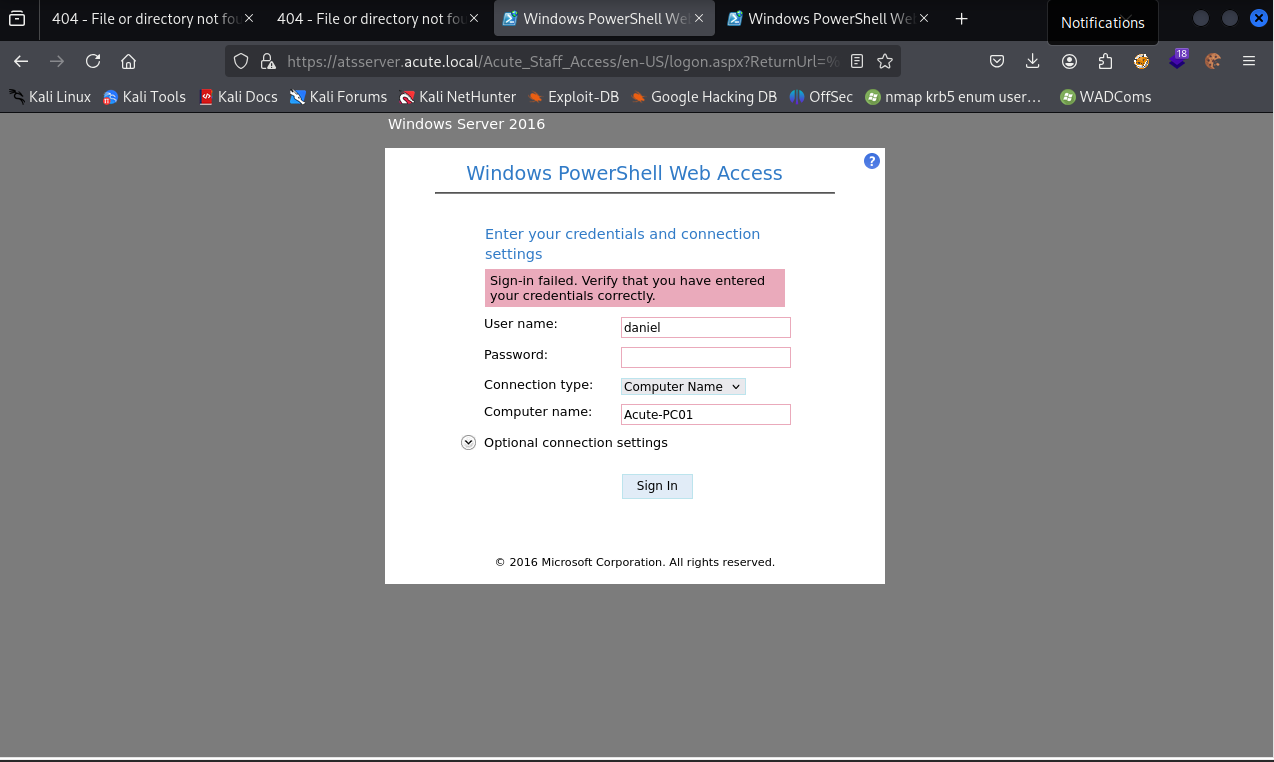 404 - File or directory not fou
404 - File or directory not fou
Windows PowerShell We
Windows PowerShell We
Notifications
https://atsserver.acute.local/Acute_Staff_Access/en-US/logon.aspx?ReturnUrl=%
18
Kali Linux
Kali Tools
Kali Docs
Kali Forums
Kali NetHunter
Exploit-DB
Google Hacking DB
OffSec
nmap krb5 enum user…
WADComs
Windows Server 2016
Windows PowerShell Web Access
?
Enter your credentials and connection
settings
Sign-in failed. Verify that you have entered
your credentials correctly.
User name:
daniel
Password:
Connection type:
Computer Name
Computer name:
Acute-PC01
Optional connection settings
Sign In
© 2016 Microsoft Corporation. All rights reserved.